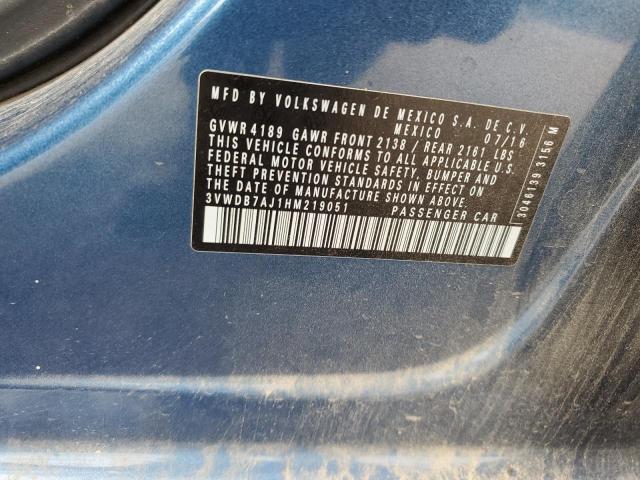 MFD BY VOLKSWAGEN DE MEXICO S.A. DE C.V.
MEXICO 07/16
GVWR 4189 GAWR FRONT 2138 / REAR 2161 LBS
THIS VEHICLE CONFORMS TO ALL APPLICABLE U.S.
FEDERAL MOTOR VEHICLE SAFETY, BUMPER AND
THEFT PREVENTION STANDARDS IN EFFECT ON
THE DATE OF MANUFACTURE SHOWN ABOVE
3VWDB7AJ1HM219051 PASSENGER CAR
3046139 3156 M